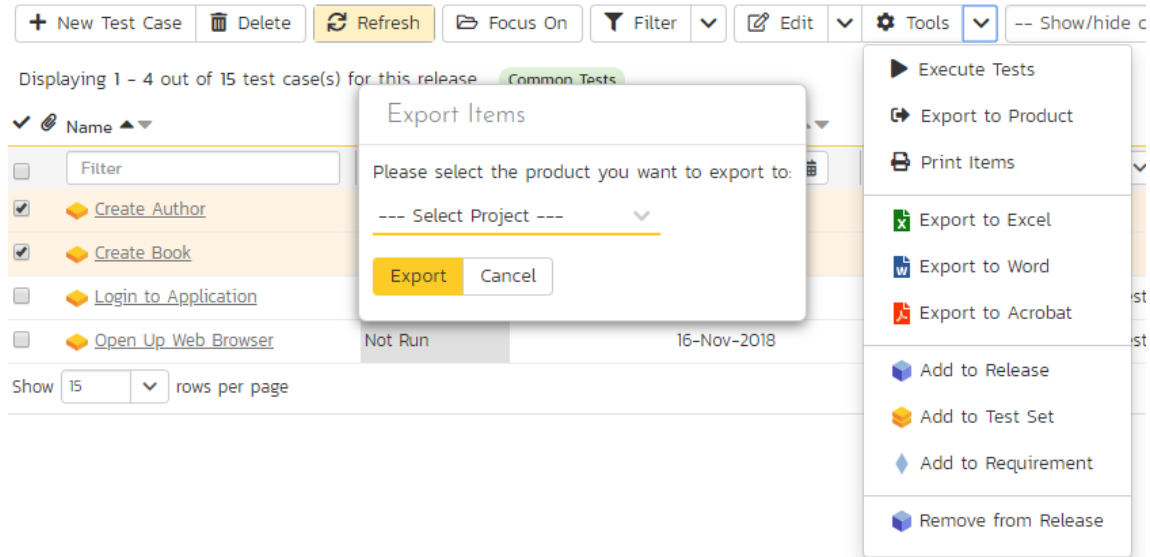 New Test Case Delete Refresh Focus On Filter Edit Tools -- Show/hide c
Displaying 1 - 4 out of 15 test case(s) for this release Common Tests
Name
Filter
Create Author
Create Book
Login to Application
Open Up Web Browser Not Run 16-Nov-2018
Show 15 rows per page
Export Items
Please select the product you want to export to:
--- Select Project ---
Export Cancel
Execute Tests
Export to Product
Print Items
Export to Excel
Export to Word
Export to Acrobat
Add to Release
Add to Test Set
Add to Requirement
Remove from Release